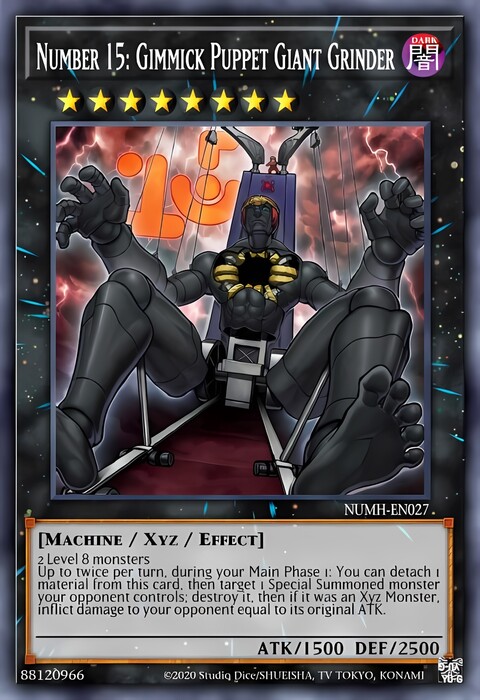 NUMBER 15: GIMMICK PUPPET GIANT GRINDER
DARK
闇
NUMH-EN027
[MACHINE / XYZ / EFFECT]
2 Level 8 monsters
Up to twice per turn, during your Main Phase 1: You can detach 1
material from this card, then target 1 Special Summoned monster
your opponent controls; destroy it, then if it was an Xyz Monster,
inflict damage to your opponent equal to its original ATK.
ATK/1500 DEF/2500
88120966
©2020 Studio Dice/SHUEISHA, TV TOKYO, KONAMI